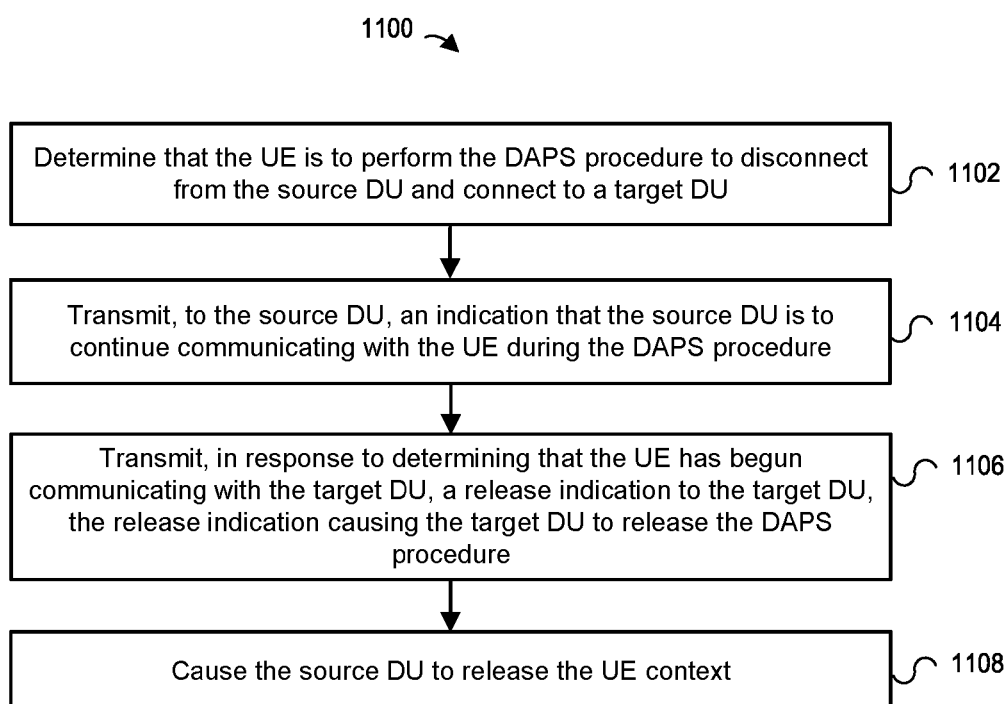 1100
Determine that the UE is to perform the DAPS procedure to disconnect
from the source DU and connect to a target DU
1102
Transmit, to the source DU, an indication that the source DU is to
continue communicating with the UE during the DAPS procedure
1104
Transmit, in response to determining that the UE has begun
communicating with the target DU, a release indication to the target DU,
the release indication causing the target DU to release the DAPS
procedure
1106
Cause the source DU to release the UE context
1108